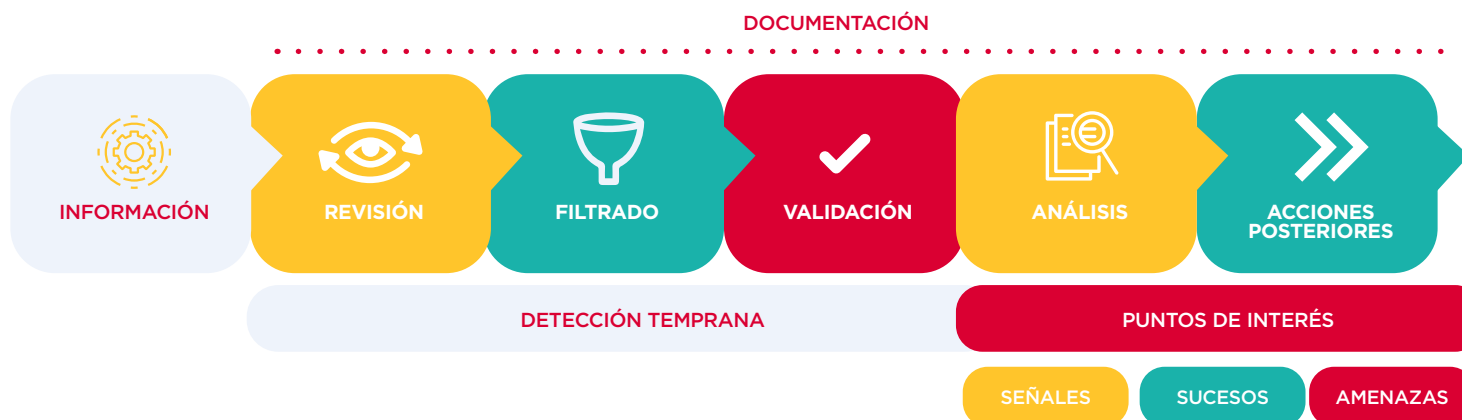 DOCUMENTACIÓN
INFORMACIÓN
REVISIÓN
FILTRADO
VALIDACIÓN
ANÁLISIS
ACCIONES
POSTERIORES
DETECCIÓN TEMPRANA
PUNTOS DE INTERÉS
SEÑALES
SUCESOS
AMENAZAS